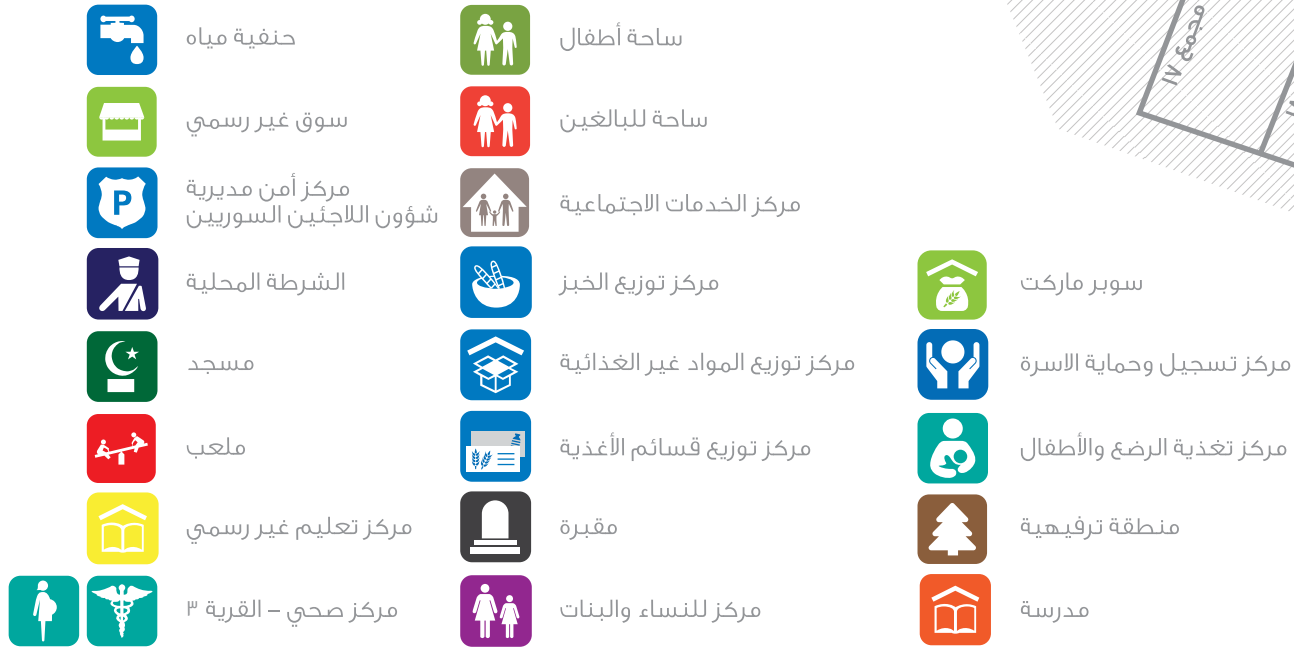 حنفية مياه
سوق غير رسمي
مركز أمن مديرية
شؤون اللاجئين السوريين
P
الشرطة المحلية
مسجد
ملعب
مركز تعليم غير رسمي
مركز صحي – القرية ٣
ساحة أطفال
ساحة للبالغين
مركز الخدمات الاجتماعية
مركز توزيع الخبز
مركز توزيع المواد غير الغذائية
مركز توزيع قسائم الأغذية
مقبرة
مركز للنساء والبنات
سوبر ماركت
مركز تسجيل وحماية الاسرة
مركز تغذية الرضع والأطفال
منطقة ترفيهية
مدرسة
مجمع ١٧